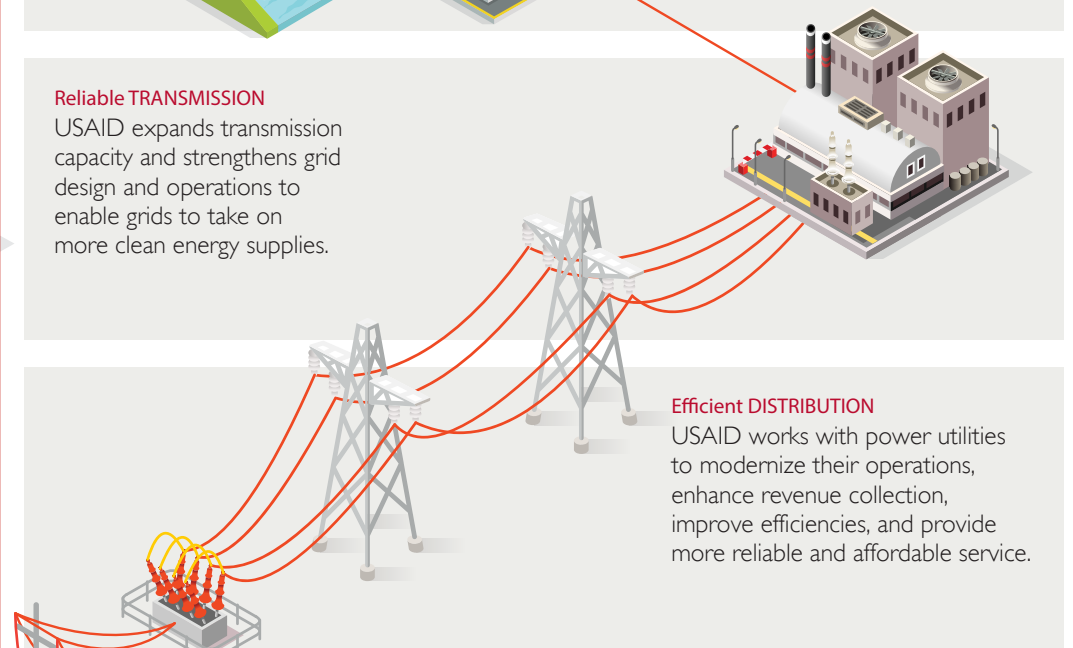 Reliable TRANSMISSION
USAID expands transmission
capacity and strengthens grid
design and operations to
enable grids to take on
more clean energy supplies.
Efficient DISTRIBUTION
USAID works with power utilities
to modernize their operations,
enhance revenue collection,
improve efficiencies, and provide
more reliable and affordable service.